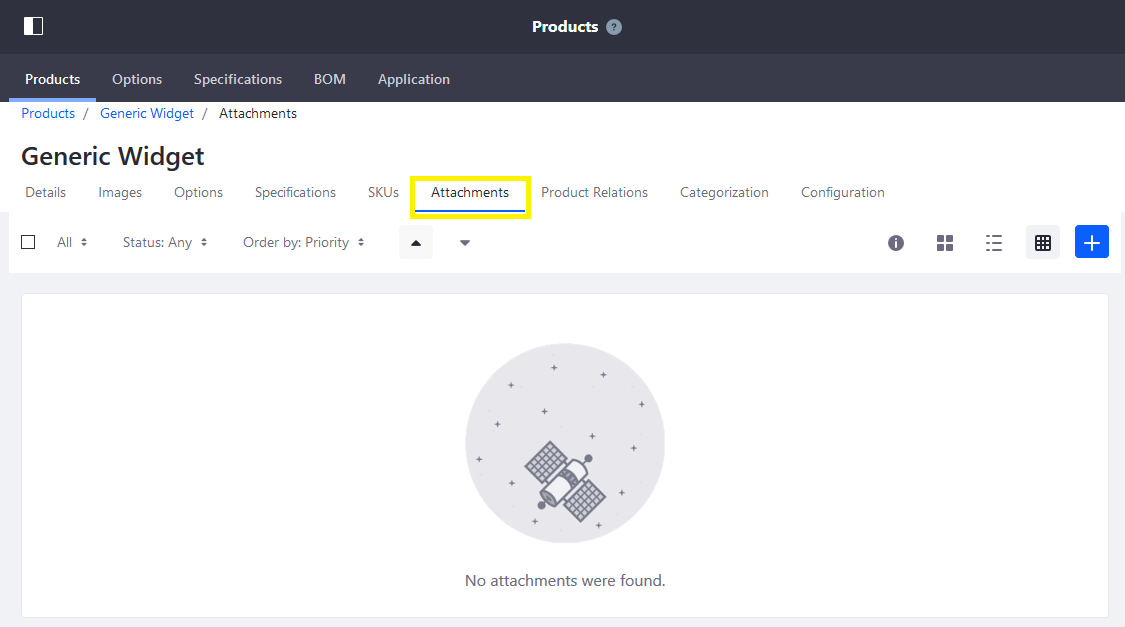 Products ?
Products Options Specifications BOM Application
Products / Generic Widget / Attachments
Generic Widget
Details Images Options Specifications SKUs Attachments Product Relations Categorization Configuration
All Status: Any Order by: Priority
No attachments were found.